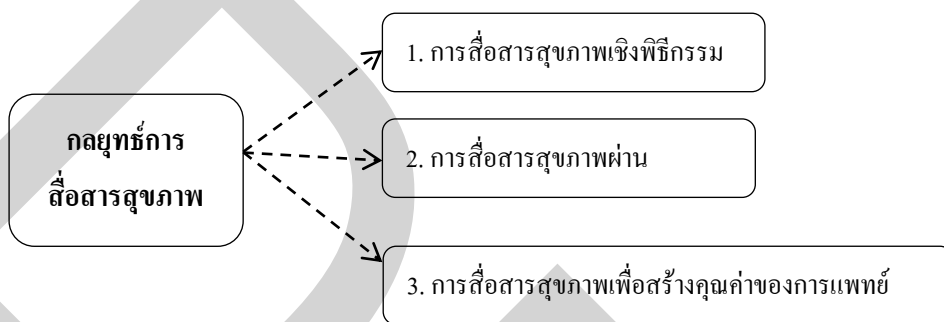 1. การสื่อสารสุขภาพเชิงพิธีกรรม
กลยุทธ์การ
สื่อสารสุขภาพ
2. การสื่อสารสุขภาพผ่าน
3. การสื่อสารสุขภาพเพื่อสร้างคุณค่าของการแพทย์